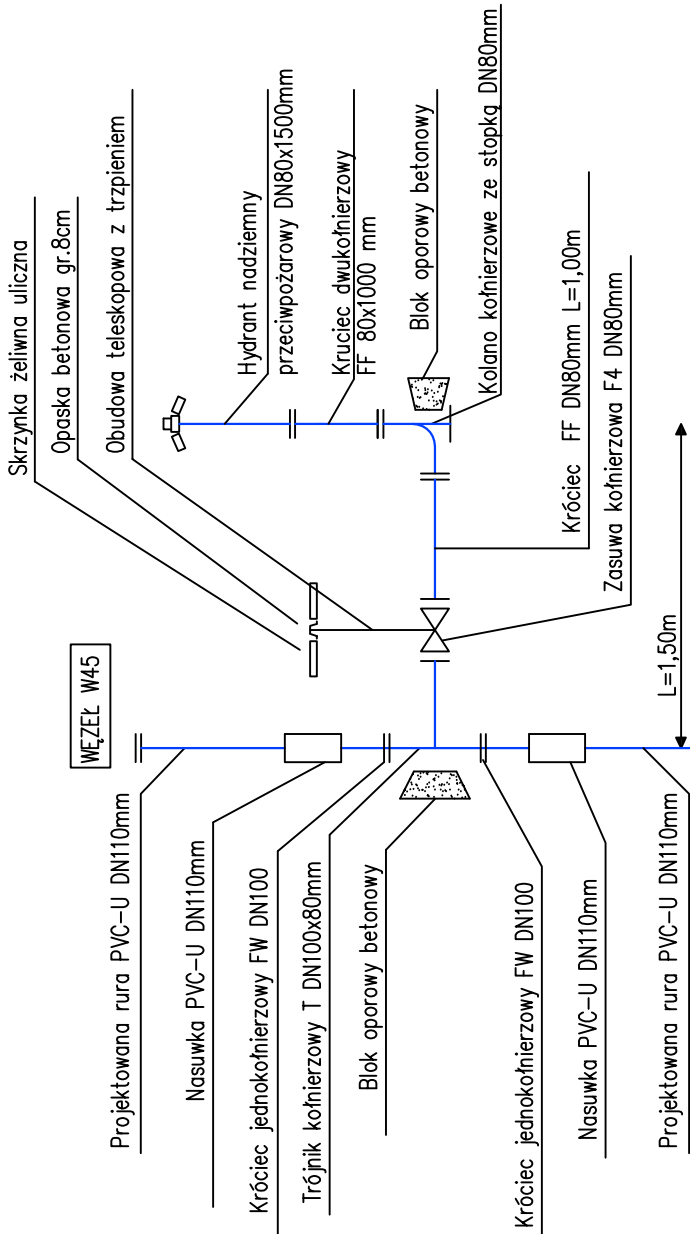 Skrzynka żeliwna uliczna
Opaska betonowa gr.8cm
Obudowa teleskopowa z trzpieniem
Hydrant nadziemny
przeciwpożarowy DN80x1500mm
Kruciec dwukołnierzowy
FF 80x1000 mm
Blok oporowy betonowy
Kolano kołnierzowe ze stopką DN80mm
Króciec FF DN80mm L=1,00m
Zasuwa kołnierzowa F4 DN80mm
L=1,50m
WĘZEŁ W45
Projektowana rura PVC-U DN110mm
Nasuwka PVC-U DN110mm
Króciec jednokołnierzowy FW DN100
Trójnik kołnierzowy T DN100x80mm
Blok oporowy betonowy
Króciec jednokołnierzowy FW DN100
Nasuwka PVC-U DN110mm
Projektowana rura PVC-U DN110mm